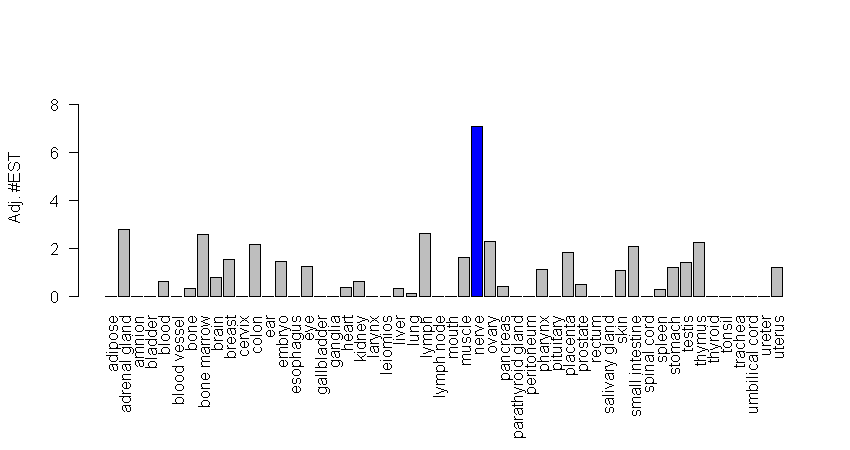 Adj. #EST
8
6
4
2
0
adipose
adrenal gland
amnion
bladder
blood
blood vessel
bone
bone marrow
brain
breast
cervix
colon
ear
embryo
esophagus
eye
gallbladder
ganglia
heart
kidney
larynx
leiomios
liver
lung
lymph
lymph node
mouth
muscle
nerve
ovary
pancreas
parathyroid gland
peritoneum
pharynx
pituitary
placenta
prostate
rectum
salivary gland
skin
small intestine
spinal cord
spleen
stomach
testis
thymus
thyroid
tonsil
trachea
umbilical cord
ureter
uterus